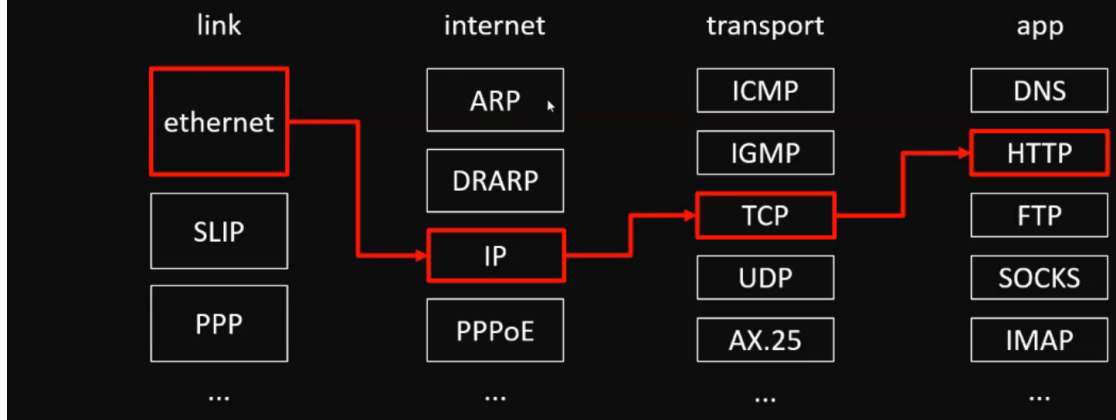 link
ethernet
SLIP
PPP
...
internet
ARP
DRARP
IP
PPPoE
...
transport
ICMP
IGMP
TCP
UDP
AX.25
...
app
DNS
HTTP
FTP
SOCKS
IMAP
...